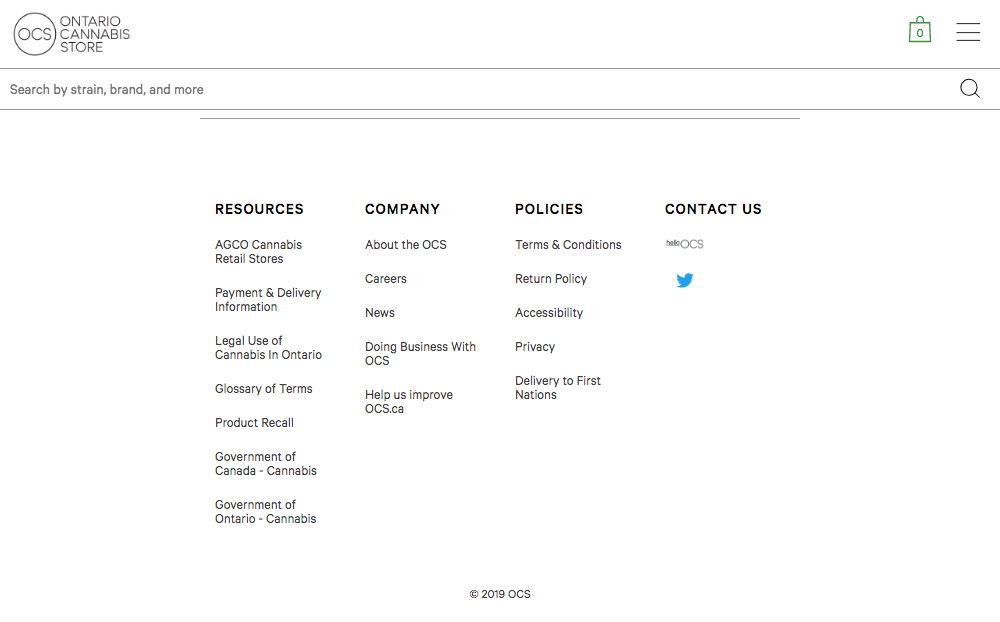 OCS
ONTARIO
CANNABIS
STORE
0
Search by strain, brand, and more
RESOURCES
AGCO Cannabis
Retail Stores
Payment & Delivery
Information
Legal Use of
Cannabis In Ontario
Glossary of Terms
Product Recall
Government of
Canada - Cannabis
Government of
Ontario - Cannabis
COMPANY
About the OCS
Careers
News
Doing Business With
OCS
Help us improve
OCS.ca
POLICIES
Terms & Conditions
Return Policy
Accessibility
Privacy
Delivery to First
Nations
CONTACT US
helloOCS
© 2019 OCS